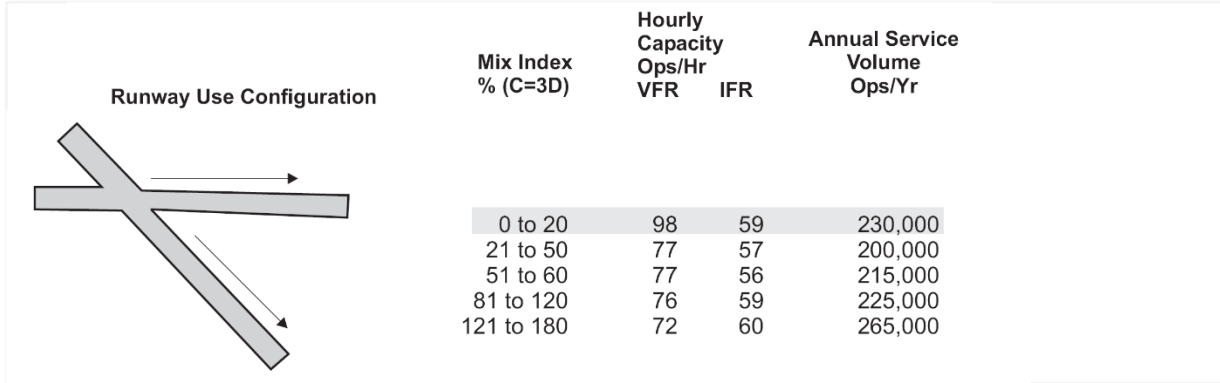 Runway Use Configuration
Mix Index
% (C=3D)
Hourly
Capacity
Ops/Hr
VFR IFR
Annual Service
Volume
Ops/Yr
0 to 20 98 59 230,000
21 to 50 77 57 200,000
51 to 60 77 56 215,000
81 to 120 76 59 225,000
121 to 180 72 60 265,000